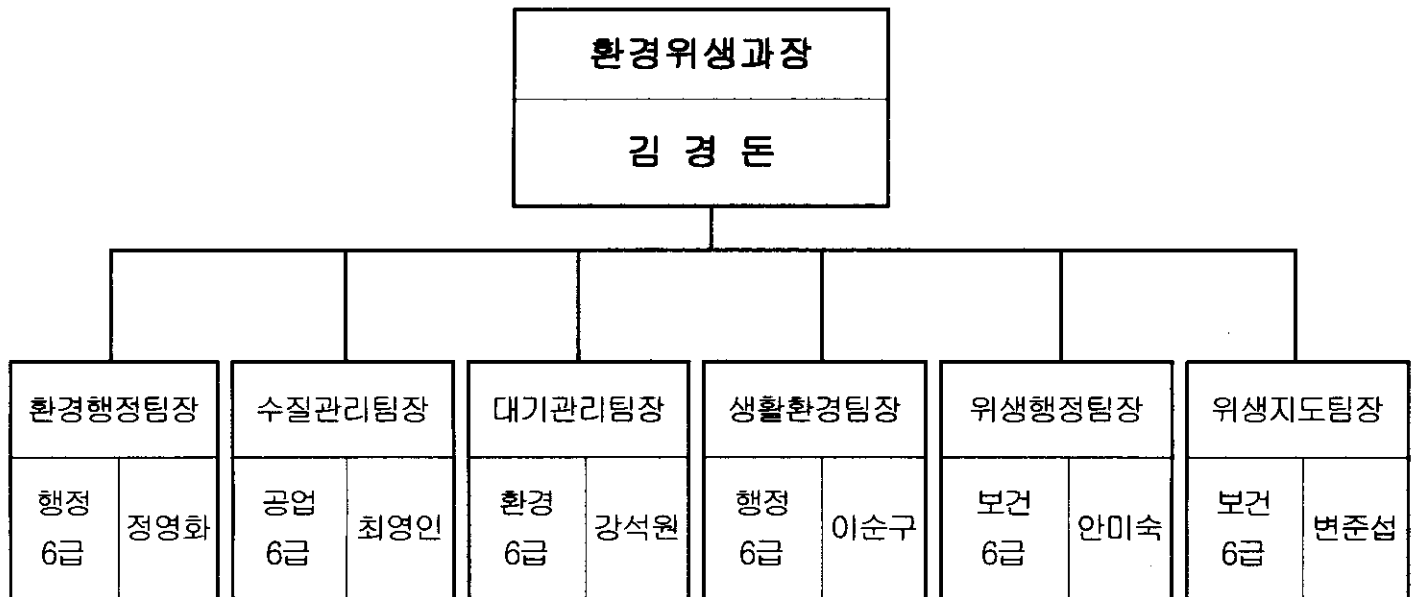 환경위생과장
김 경 돈
환경행정팀장
행정
6급
정영화
수질관리팀장
공업
6급
최영인
대기관리팀장
환경
6급
강석원
생활환경팀장
행정
6급
이순구
위생행정팀장
보건
6급
안미숙
위생지도팀장
보건
6급
변준섭